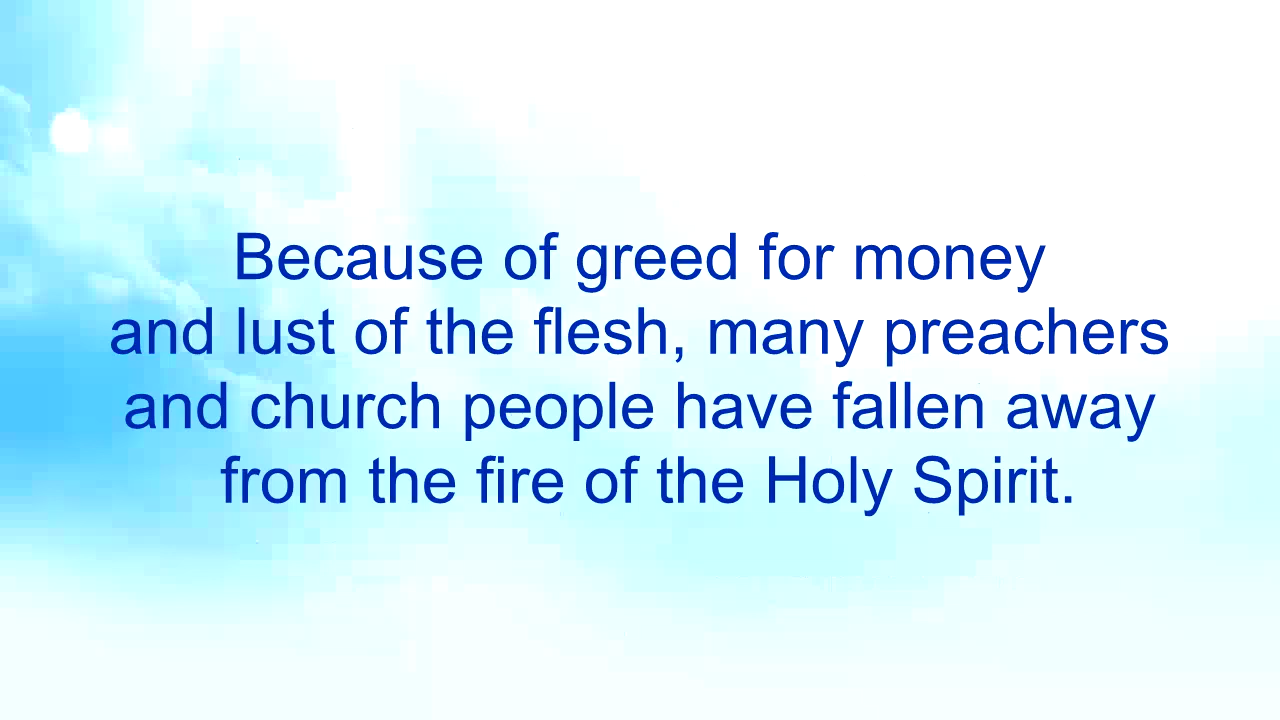 Because of greed for money
and lust of the flesh, many preachers
and church people have fallen away
from the fire of the Holy Spirit.